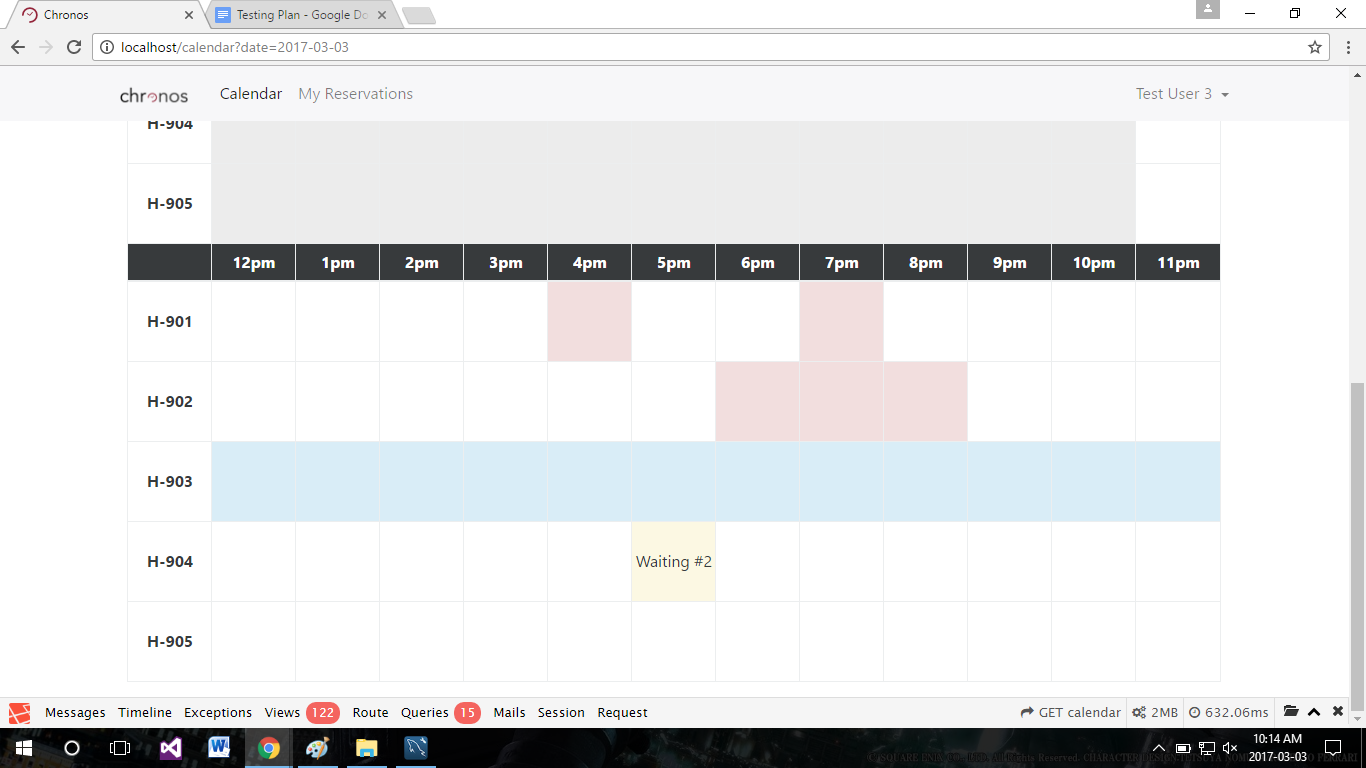 Chronos
Testing Plan - Google Do
localhost/calendar?date=2017-03-03
chronos Calendar My Reservations Test User 3
H-904
H-905
12pm 1pm 2pm 3pm 4pm 5pm 6pm 7pm 8pm 9pm 10pm 11pm
H-901
H-902
H-903
H-904 Waiting #2
H-905
Messages Timeline Exceptions Views 122 Route Queries 15 Mails Session Request GET calendar 2MB 632.06ms
10:14 AM
2017-03-03